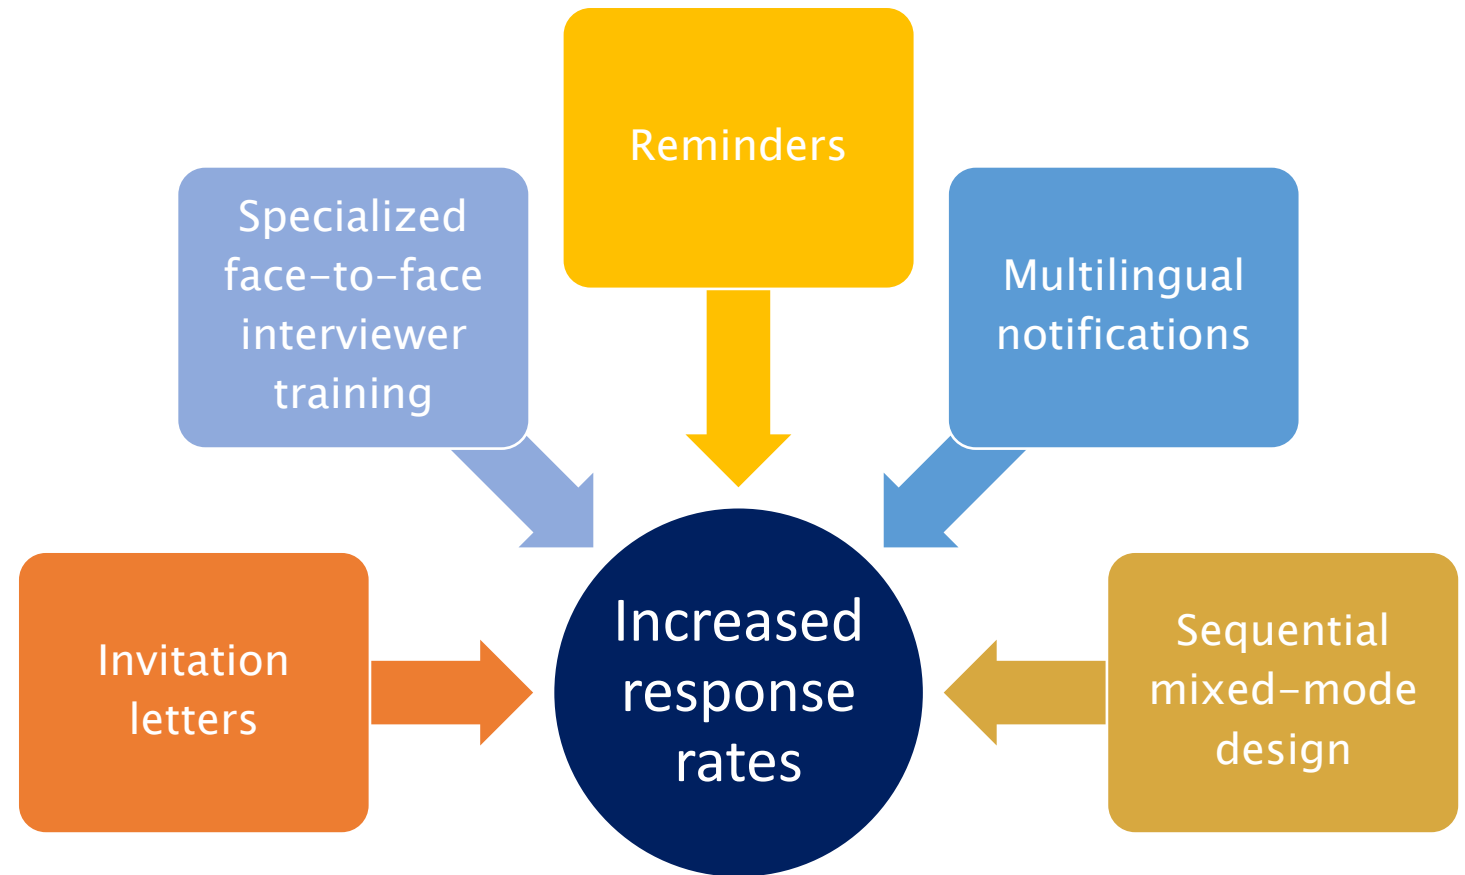 Reminders
Specialized
face-to-face
interviewer
training
Multilingual
notifications
Invitation
letters
Increased
response
rates
Sequential
mixed-mode
design